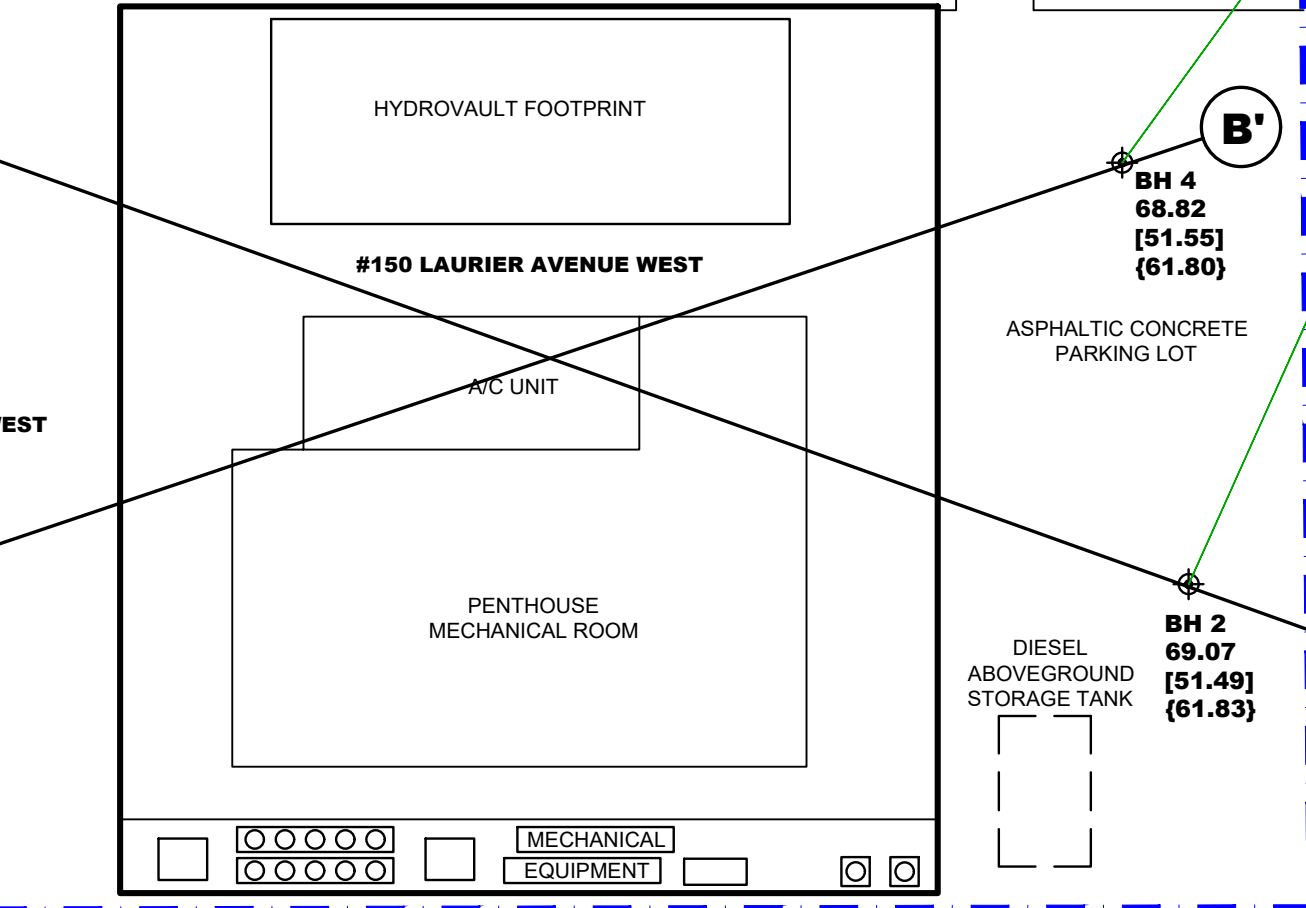 HYDROVAULT FOOTPRINT
B'
BH 4
68.82
[51.55]
{61.80}
#150 LAURIER AVENUE WEST
ASPHALTIC CONCRETE
PARKING LOT
A/C UNIT
PENTHOUSE
MECHANICAL ROOM
BH 2
69.07
[51.49]
{61.83}
DIESEL
ABOVEGROUND
STORAGE TANK
MECHANICAL
EQUIPMENT